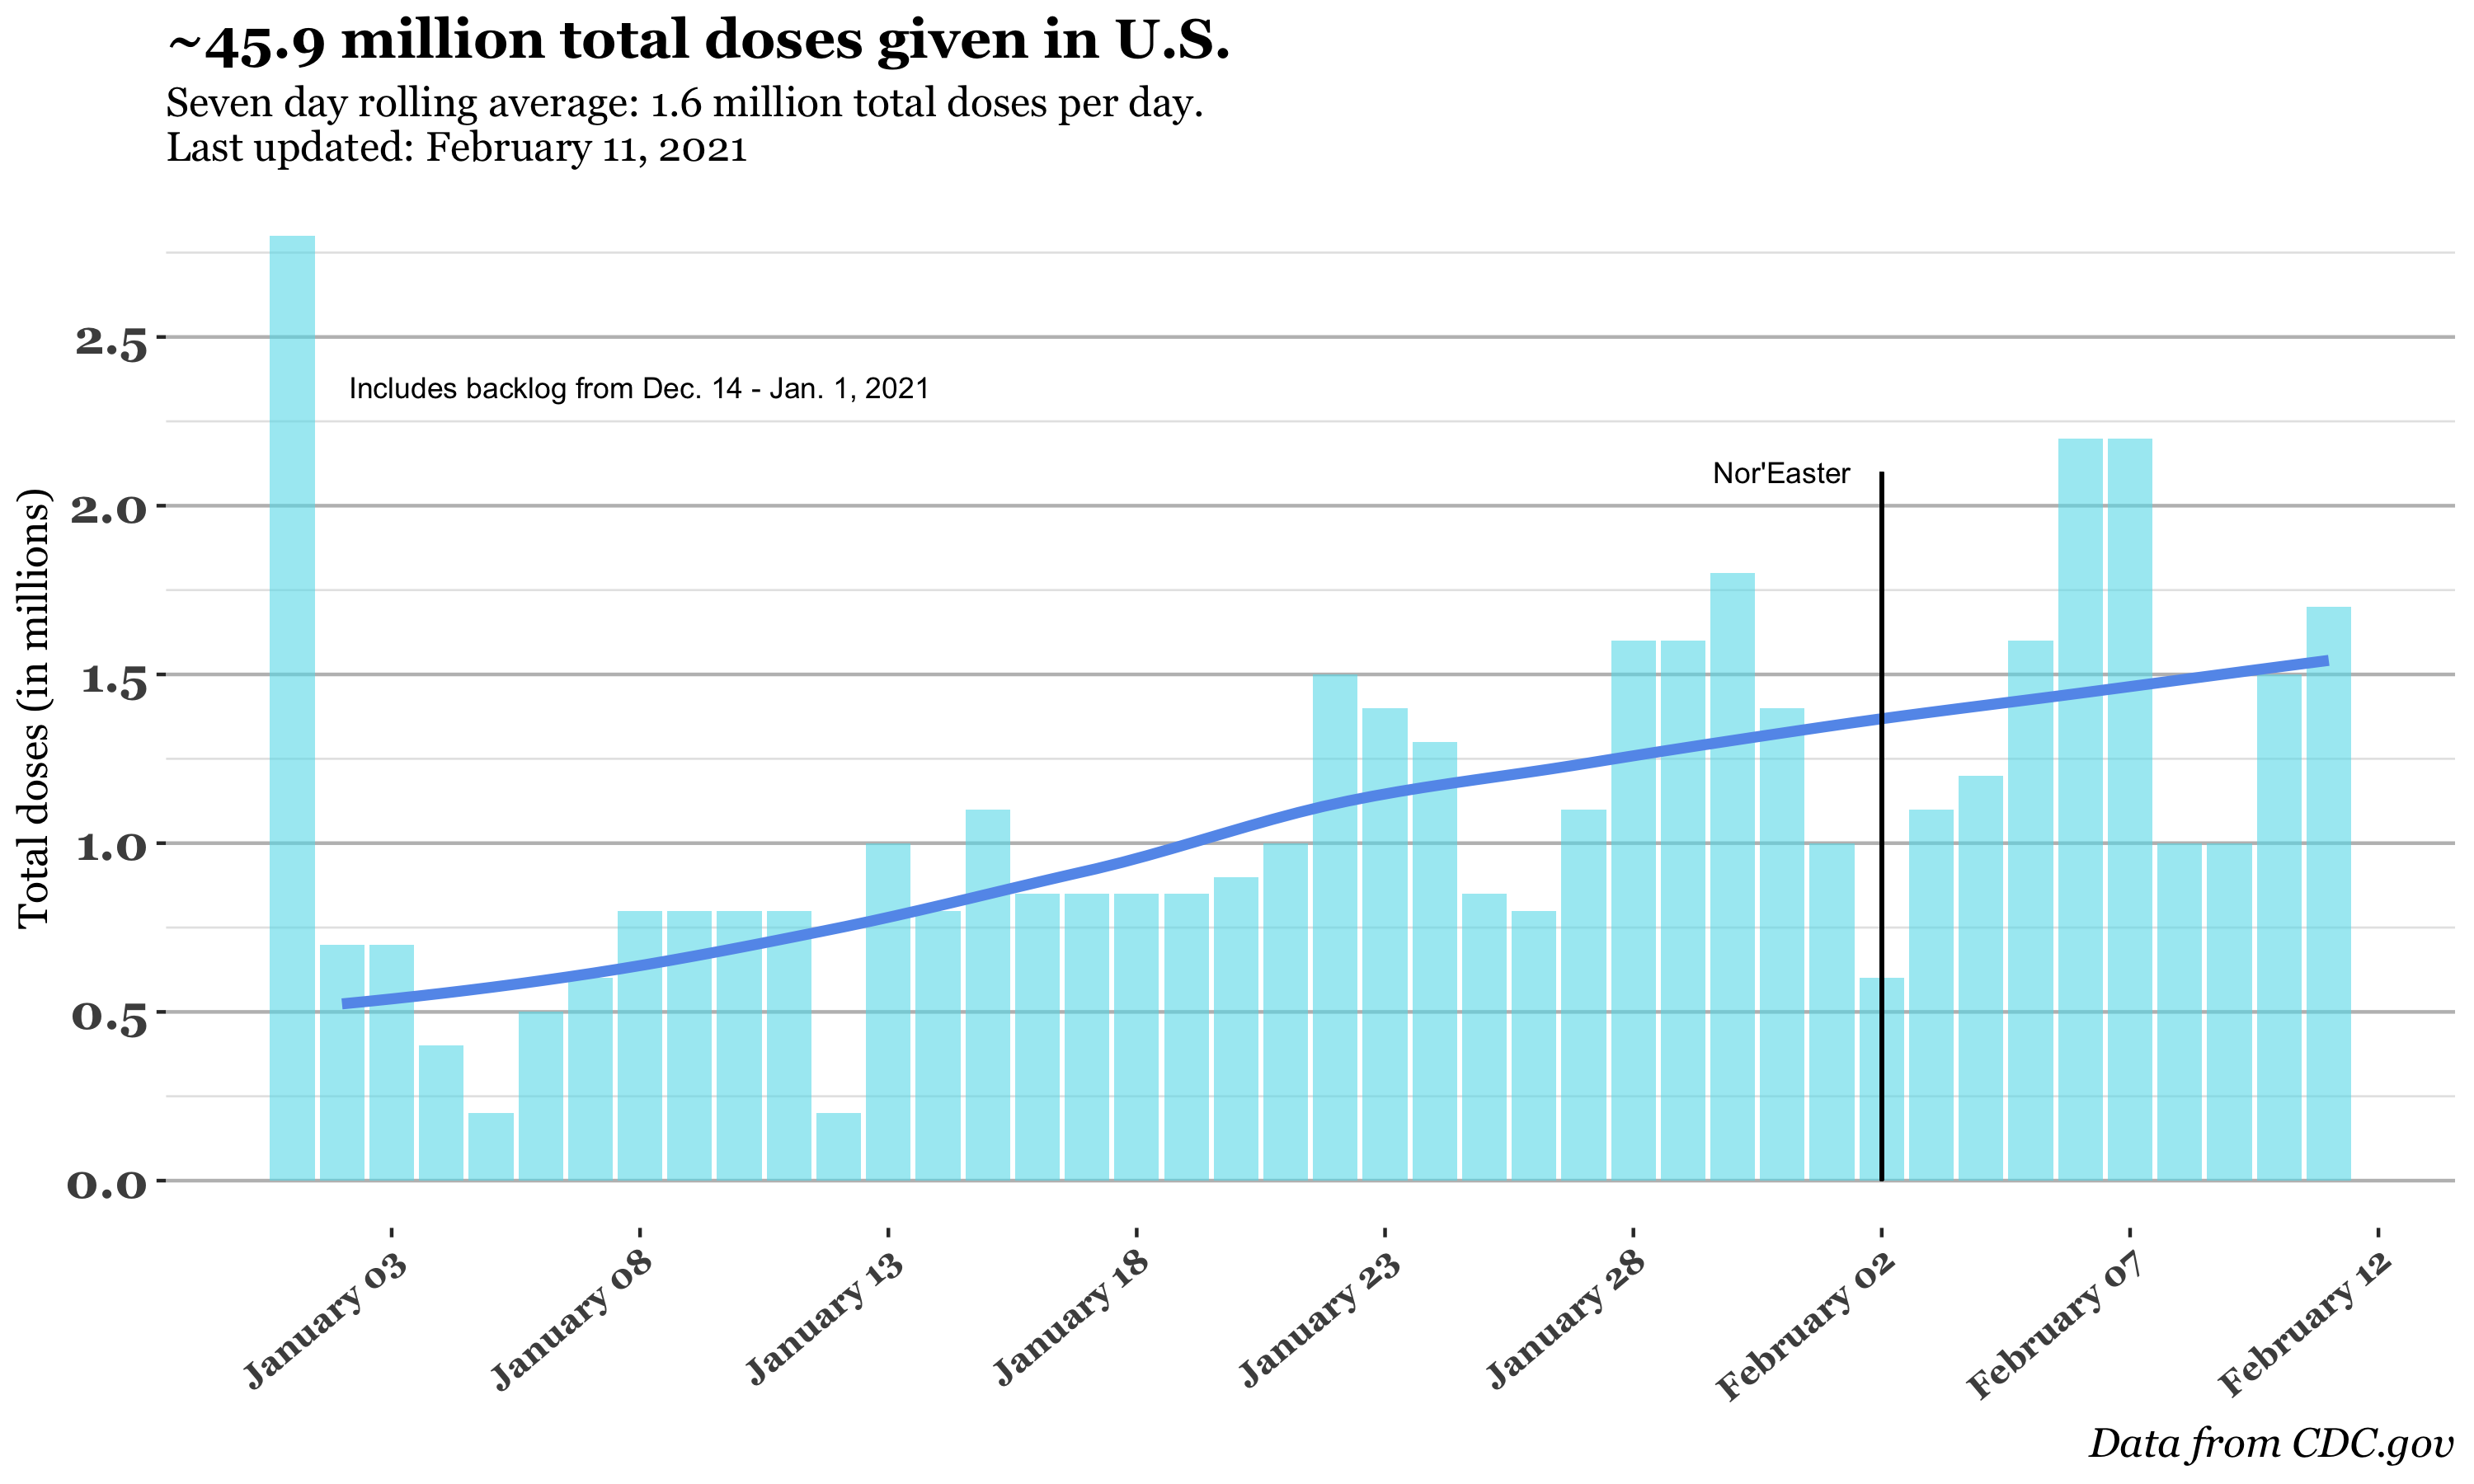 ~45.9 million total doses given in U.S.
Seven day rolling average: 1.6 million total doses per day.
Last updated: February 11, 2021
Total doses (in millions)
2.5
2.0
1.5
1.0
0.5
0.0
Includes backlog from Dec. 14 - Jan. 1, 2021
Nor'Easter
January 03
January 08
January 13
January 18
January 23
January 28
February 02
February 07
February 12
Data from CDC.gov